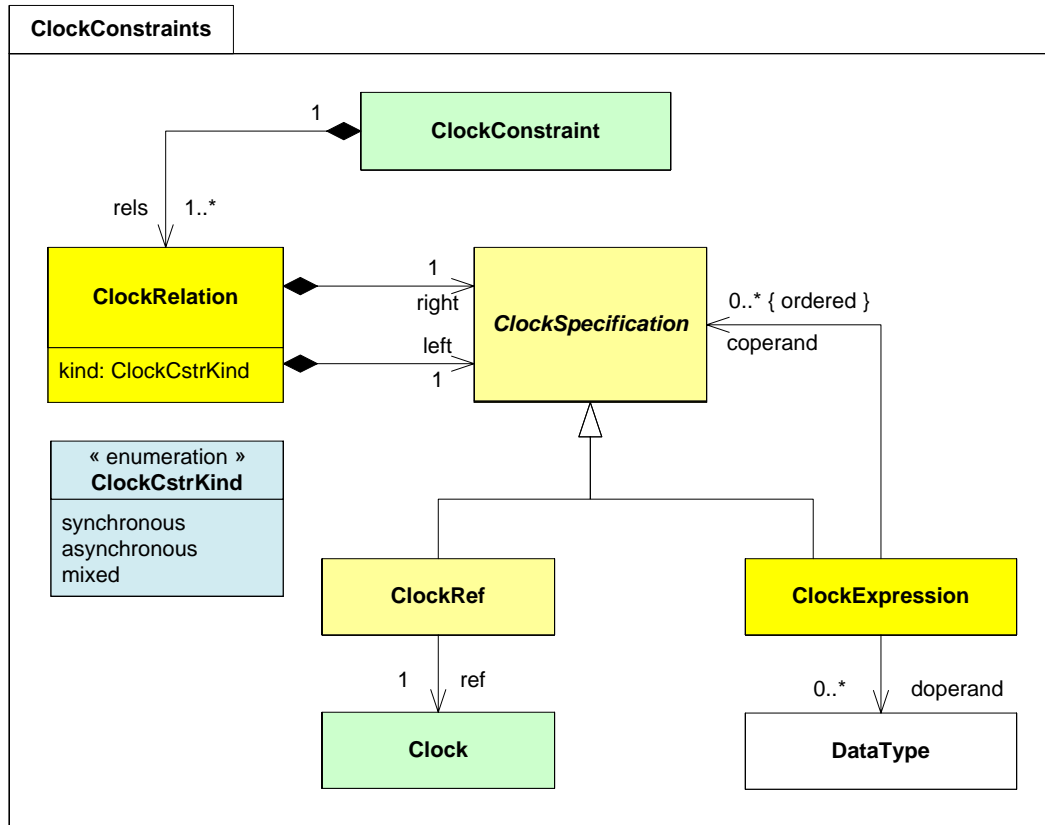 ClockConstraints
1
ClockConstraint
rels
1..*
ClockRelation
kind: ClockCstrKind
1
right
left
1
ClockSpecification
0..* { ordered }
coperand
« enumeration »
ClockCstrKind
synchronous
asynchronous
mixed
ClockRef
ClockExpression
1
ref
0..*
doperand
Clock
DataType